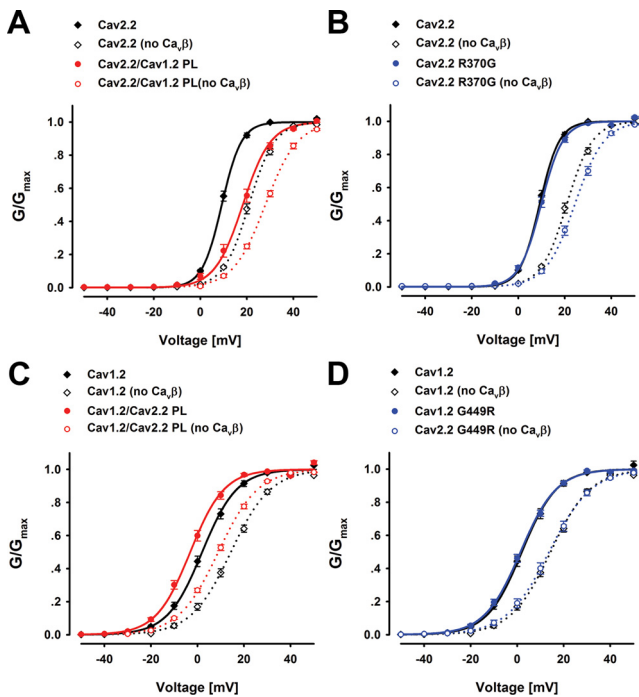 A
Cav2.2
Cav2.2 (no Caᵥβ)
Cav2.2/Cav1.2 PL
Cav2.2/Cav1.2 PL(no Caᵥβ)
1.0
.8
.6
.4
.2
0.0
G/Gmax
-40 -20 0 20 40
Voltage [mV]
B
Cav2.2
Cav2.2 (no Caᵥβ)
Cav2.2 R370G
Cav2.2 R370G (no Caᵥβ)
1.0
.8
.6
.4
.2
0.0
G/Gmax
-40 -20 0 20 40
Voltage [mV]
C
Cav1.2
Cav1.2 (no Caᵥβ)
Cav1.2/Cav2.2 PL
Cav1.2/Cav2.2 PL (no Caᵥβ)
1.0
.8
.6
.4
.2
0.0
G/Gmax
-40 -20 0 20 40
Voltage [mV]
D
Cav1.2
Cav1.2 (no Caᵥβ)
Cav1.2 G449R
Cav2.2 G449R (no Caᵥβ)
1.0
.8
.6
.4
.2
0.0
G/Gmax
-40 -20 0 20 40
Voltage [mV]